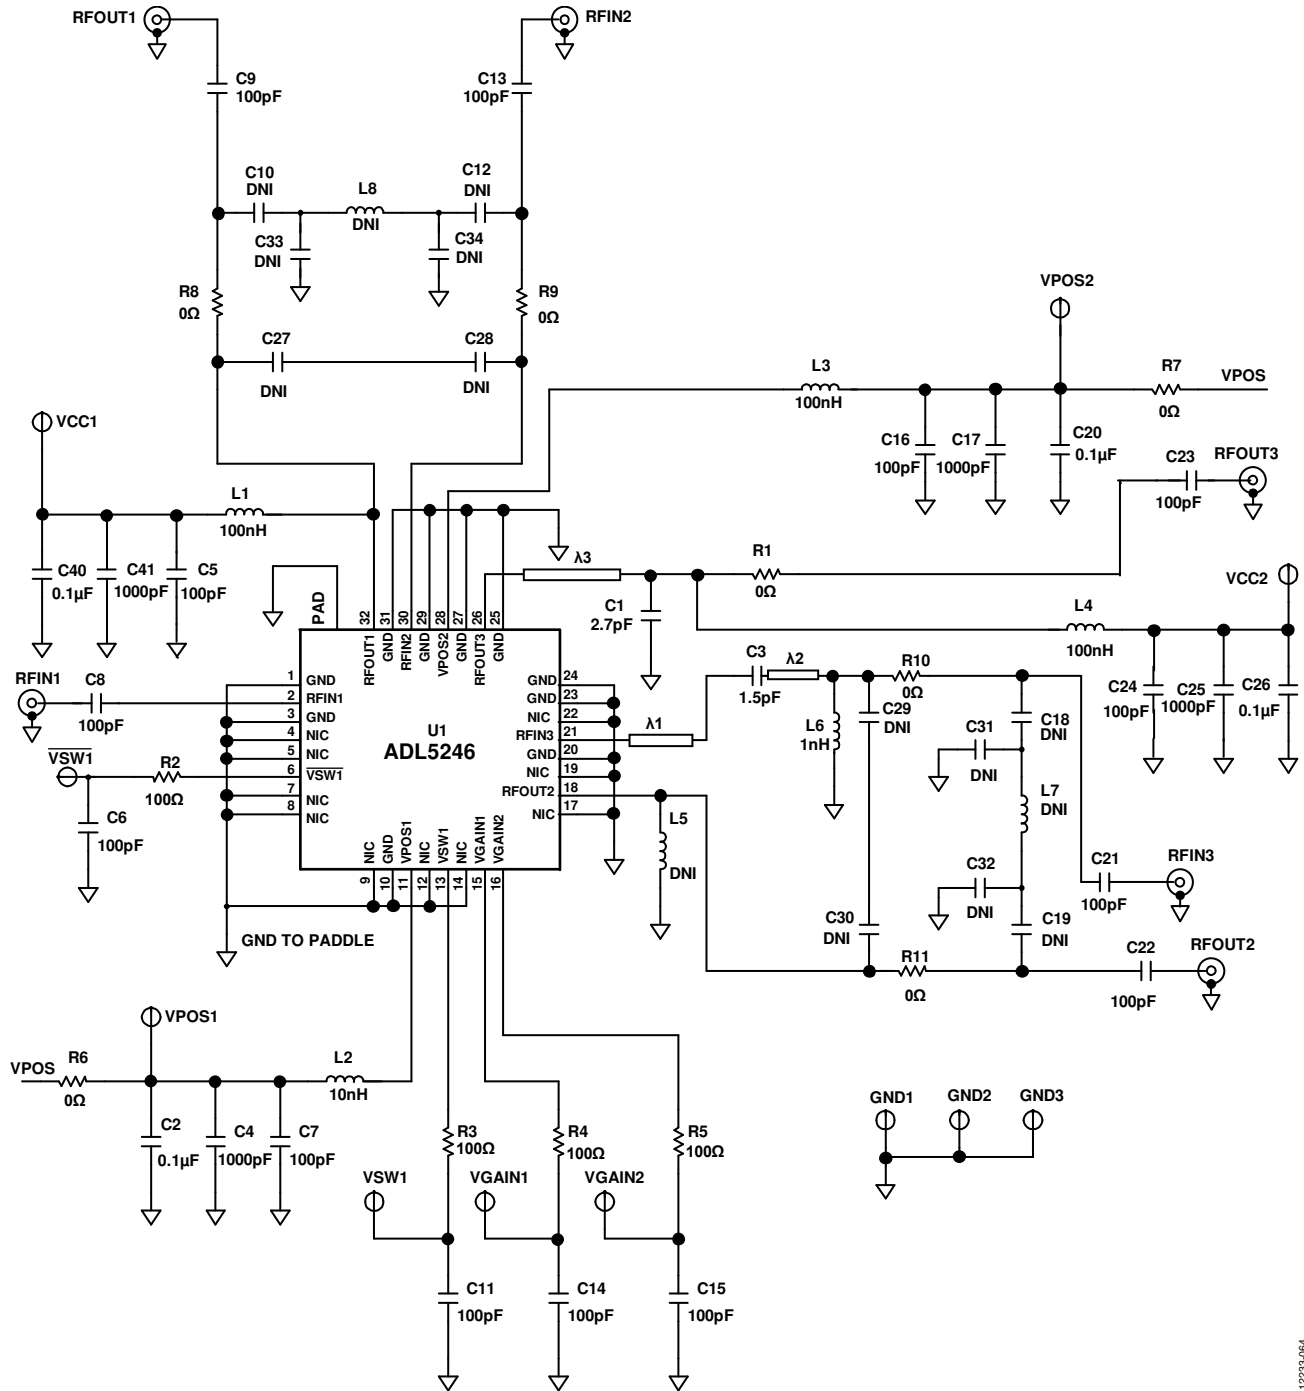 RFOUT1
RFIN2
C9
100pF
C13
100pF
C10
DNI
L8
DNI
C12
DNI
C33
DNI
C34
DNI
R8
0Ω
R9
0Ω
C27
DNI
C28
DNI
VPOS2
L3
100nH
R7
0Ω
VPOS
C16
100pF
C17
1000pF
C20
0.1µF
C23
100pF
RFOUT3
VCC1
L1
100nH
C40
0.1µF
C41
1000pF
C5
100pF
λ3
R1
0Ω
C1
2.7pF
VCC2
L4
100nH
C24
100pF
C25
1000pF
C26
0.1µF
PAD
32 31 30 29 28 27 26 25
RFOUT1 GND RFIN2 GND VPOS2 GND RFOUT3 GND
RFIN1
C8
100pF
1 GND
2 RFIN1
3 GND
4 NIC
5 NIC
6 VSW1
7 NIC
8 NIC
U1
ADL5246
GND 24
GND 23
NIC 22
RFIN3 21
GND 20
NIC 19
RFOUT2 18
NIC 17
VSW1
R2
100Ω
C6
100pF
NIC GND VPOS1 NIC VSW1 NIC VGAIN1 VGAIN2
9 10 11 12 13 14 15 16
GND TO PADDLE
λ1
C3
1.5pF
λ2
L6
1nH
C29
DNI
R10
0Ω
C18
DNI
C31
DNI
L7
DNI
L5
DNI
C32
DNI
C21
100pF
RFIN3
C30
DNI
C19
DNI
R11
0Ω
C22
100pF
RFOUT2
VPOS1
VPOS
R6
0Ω
L2
10nH
C2
0.1µF
C4
1000pF
C7
100pF
R3
100Ω
R4
100Ω
R5
100Ω
VSW1
VGAIN1
VGAIN2
C11
100pF
C14
100pF
C15
100pF
GND1
GND2
GND3
12233-064